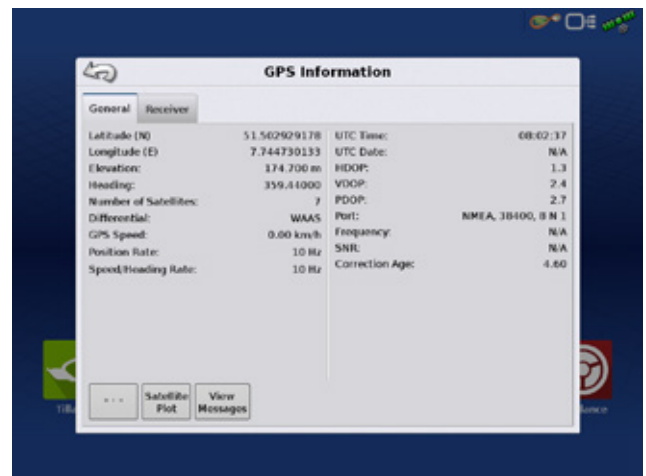 GPS Information
General Receiver
Latitude (N) 51.502929178
Longitude (E) 7.744730133
Elevation: 174.700 m
Heading: 359.44000
Number of Satellites: 7
Differential: WAAS
GPS Speed: 0.00 km/h
Position Rate: 10 Hz
Speed/Heading Rate: 10 Hz
UTC Time: 08:02:37
UTC Date: N/A
HDOP: 1.3
VDOP: 2.4
PDOP: 2.7
Port: NMEA, 38400, 8 N 1
Frequency: N/A
SNR: N/A
Correction Age: 4.60
...
Satellite Plot
View Messages